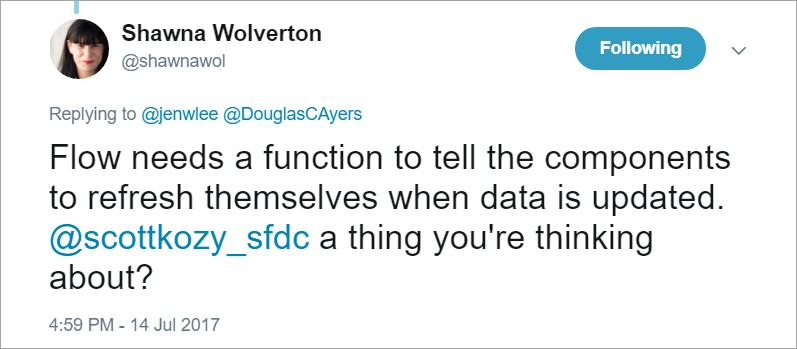 Shawna Wolverton
@shawnawol
Following
Replying to @jenwlee @DouglasCAyers
Flow needs a function to tell the components
to refresh themselves when data is updated.
@scottkozy_sfdc a thing you're thinking
about?
4:59 PM - 14 Jul 2017